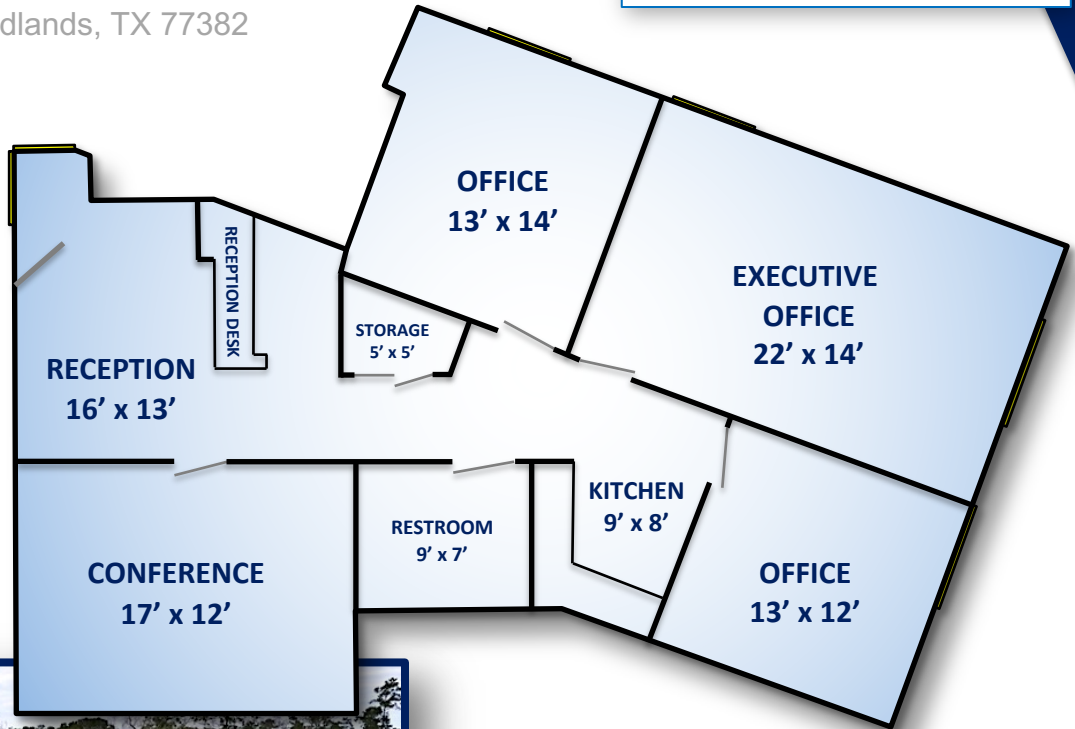 dlands, TX 77382
OFFICE
13’ x 14’
EXECUTIVE
OFFICE
22’ x 14’
RECEPTION DESK
STORAGE
5’ x 5’
RECEPTION
16’ x 13’
KITCHEN
9’ x 8’
RESTROOM
9’ x 7’
CONFERENCE
17’ x 12’
OFFICE
13’ x 12’